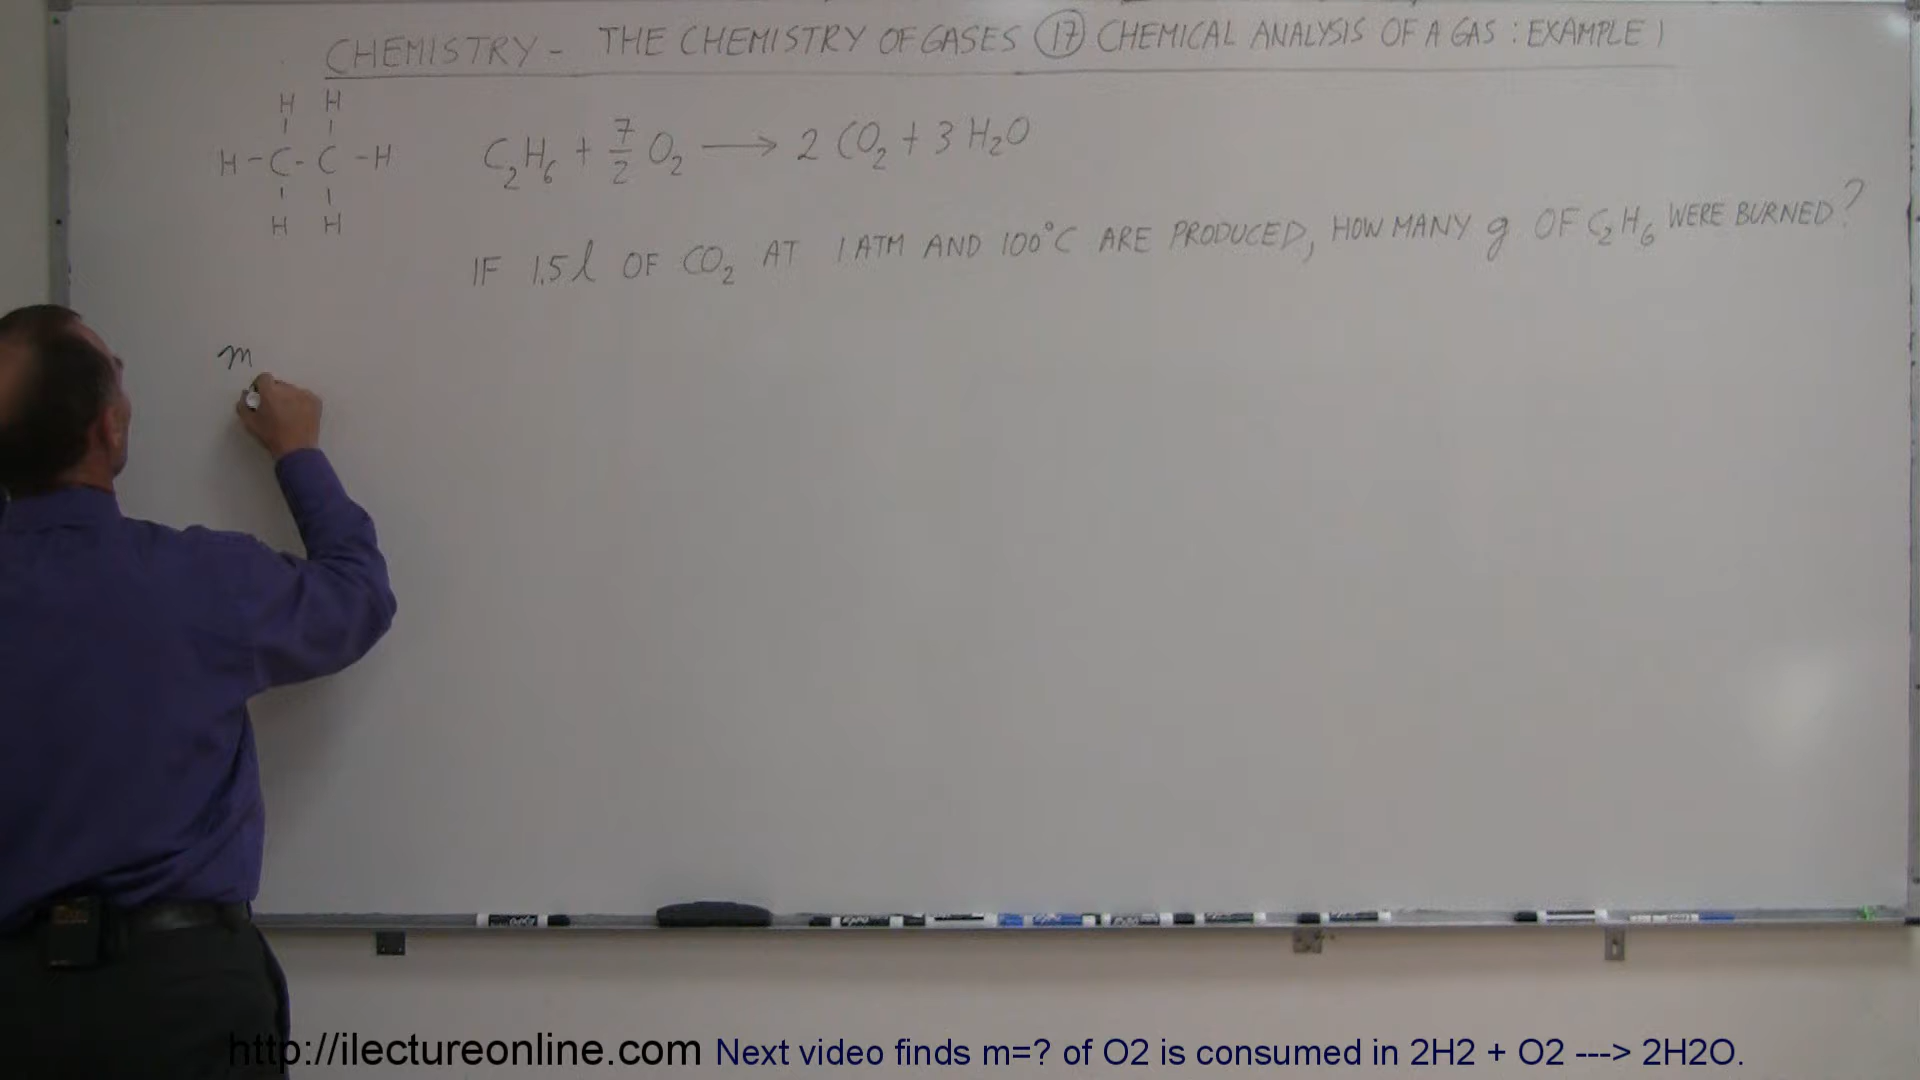 CHEMISTRY - THE CHEMISTRY OF GASES 17 CHEMICAL ANALYSIS OF A GAS : EXAMPLE 1
H H
H-C-C-H
H H
C2H6 + 7/2 O2 ⟶ 2 CO2 + 3 H2O
IF 1.5 l OF CO2 AT 1 ATM AND 100°C ARE PRODUCED, HOW MANY g OF C2H6 WERE BURNED?
m
http://ilectureonline.com Next video finds m=? of O2 is consumed in 2H2 + O2 ---> 2H2O.